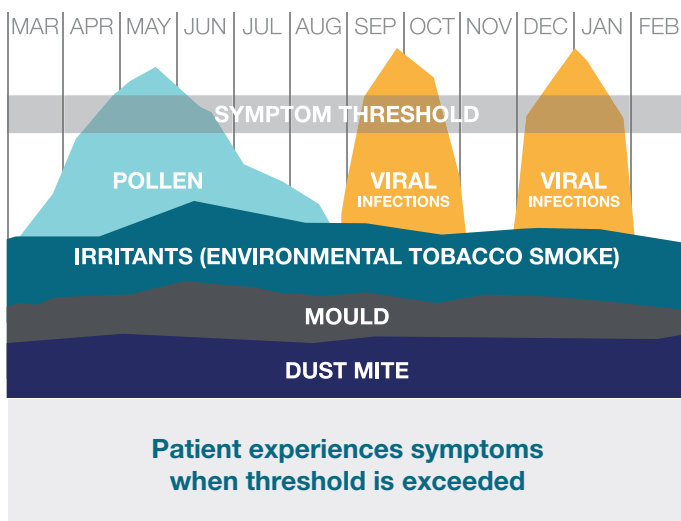 MAR APR MAY JUN JUL AUG SEP OCT NOV DEC JAN FEB
SYMPTOM THRESHOLD
POLLEN
VIRAL
INFECTIONS
VIRAL
INFECTIONS
IRRITANTS (ENVIRONMENTAL TOBACCO SMOKE)
MOULD
DUST MITE
Patient experiences symptoms
when threshold is exceeded